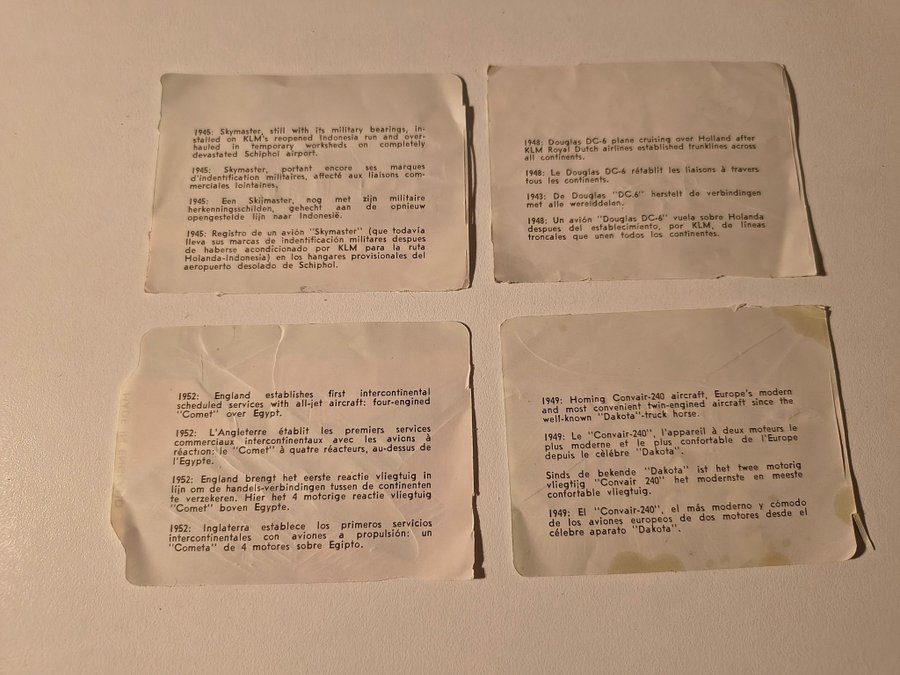 1945: Skymaster, still with its military bearings, in-
stalled on KLM's reopened Indonesia run and over-
hauled in temporary worksheds on completely
devastated Schiphol airport.
1945: Skymaster, portant encore ses marques
d'indentification militaires, affecté aux liaisons com-
merciales lointaines.
1945: Een Skijmaster, nog met zijn militaire
herkenningsschilden, gehecht aan de opnieuw
opengestelde lijn naar Indonesië.
1945: Registro de un avión "Skymaster" (que todavía
lleva sus marcas de indentificación militares despues
de haberse acondicionado por KLM para la ruta
Holanda-Indonesia) en los hangares provisionales del
aeropuerto desolado de Schiphol.
1948: Douglas DC-6 plane cruising over Holland after
KLM Royal Dutch airlines established trunklines across
all continents.
1948: Le Douglas DC-6 rétablit les liaisons à travers
tous les continents.
1943: De Douglas "DC.6" herstelt de verbindingen
met alle werelddelen.
1948: Un avión "Douglas DC-6" vuela sobre Holanda
despues del establecimiento, por KLM, de líneas
troncales que unen todos los continentes.
1952: England establishes first intercontinental
scheduled services with all-jet aircraft: four-engined
"Comet" over Egypt.
1952: L'Angleterre établit les premiers services
commerciaux intercontinentaux avec les avions à
réaction: le "Comet" à quatre réacteurs, au-dessus de
l'Egypte.
1952: England brengt het eerste reactie vliegtuig in
lijn om de handels-verbindingen tussen de continenten
te verzekeren. Hier het 4 motorige reactie vliegtuig
"Comet" boven Egypte.
1952: Inglaterra establece los primeros servicios
intercontinentales con aviones a propulsión: un
"Cometa" de 4 motores sobre Egipto.
1949: Homing Convair-240 aircraft, Europe's modern
and most convenient twin-engined aircraft since the
well-known "Dakota"-truck horse.
1949: Le "Convair-240", l'appareil à deux moteurs le
plus moderne et le plus confortable de l'Europe
depuis le célèbre "Dakota".
Sinds de bekende "Dakota" ist het twee motorig
vliegtijg "Convair 240" het modernste en meeste
confortable vliegtuig.
1949: El "Convair-240", el más moderno y cómodo
de los aviones europeos de dos motores desde el
célebre aparato "Dakota".